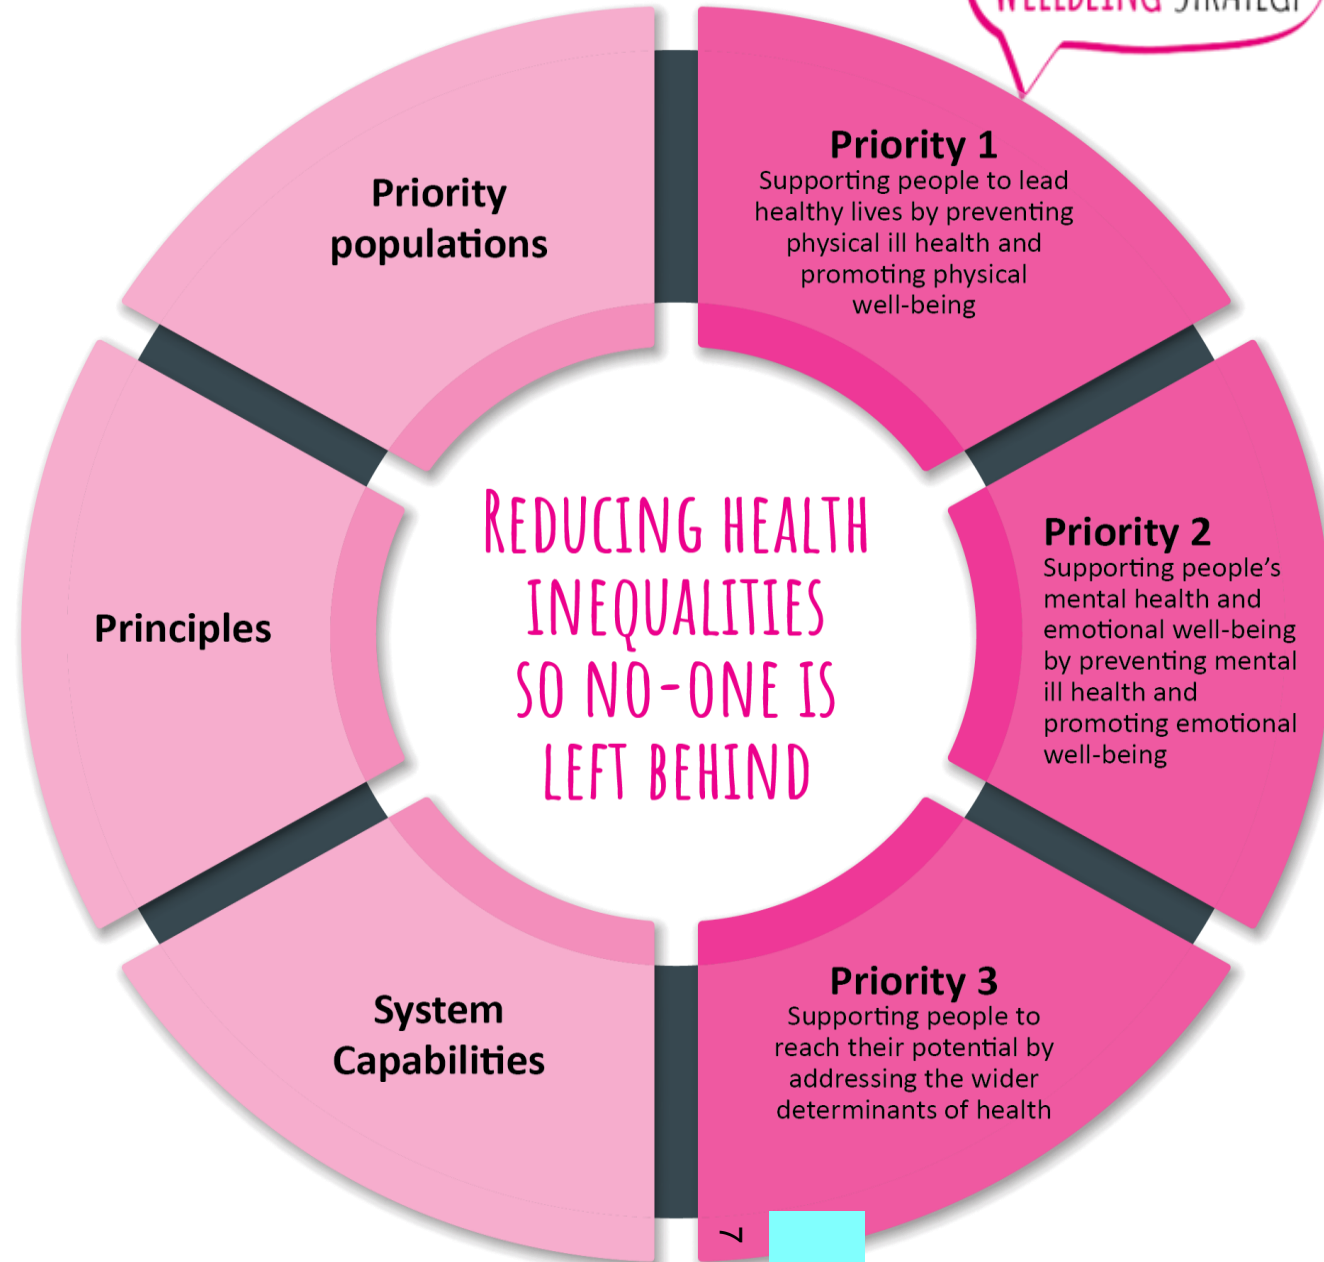 WELLBEING STRATEGY
Priority 1
Supporting people to lead
healthy lives by preventing
physical ill health and
promoting physical
well-being
Priority
populations
Priority 2
Supporting people’s
mental health and
emotional well-being
by preventing mental
ill health and
promoting emotional
well-being
REDUCING HEALTH
INEQUALITIES
SO NO-ONE IS
LEFT BEHIND
Principles
Priority 3
Supporting people to
reach their potential by
addressing the wider
determinants of health
System
Capabilities
7